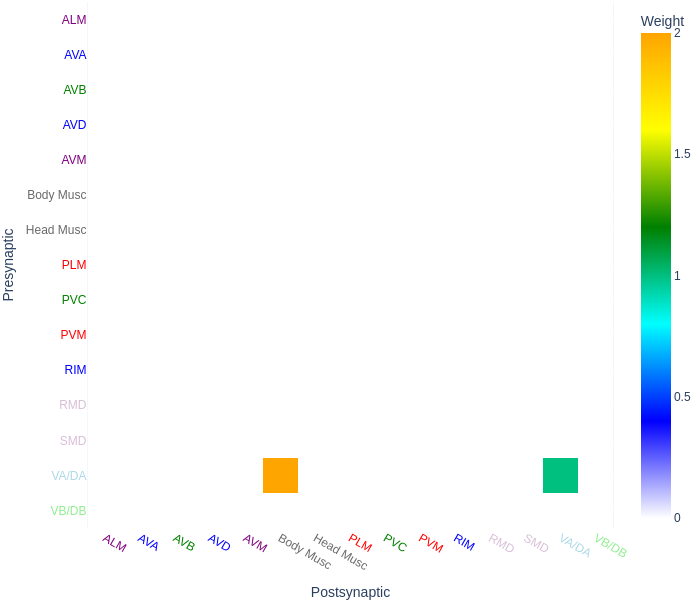 Weight
ALM
AVA
AVB
AVD
AVM
Body Musc
Head Musc
PLM
PVC
PVM
RIM
RMD
SMD
VA/DA
VB/DB
Presynaptic
2
1.5
1
0.5
0
ALM
AVA
AVB
AVD
AVM
Body Musc
Head Musc
PLM
PVC
PVM
RIM
RMD
SMD
VA/DA
VB/DB
Postsynaptic